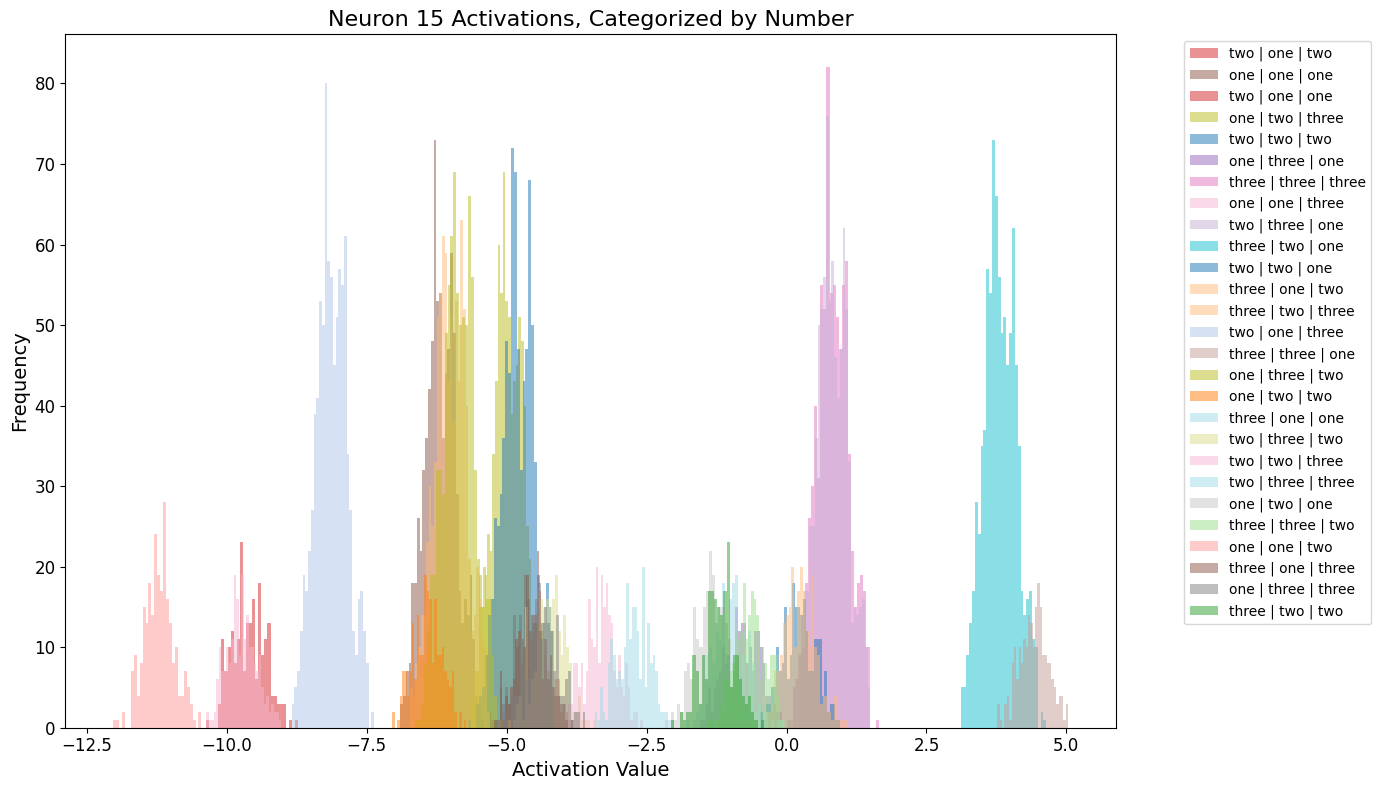 Neuron 15 Activations, Categorized by Number
Frequency
80
70
60
50
40
30
20
10
0
−12.5 −10.0 −7.5 −5.0 −2.5 0.0 2.5 5.0
Activation Value
two | one | two
one | one | one
two | one | one
one | two | three
two | two | two
one | three | one
three | three | three
one | one | three
two | three | one
three | two | one
two | two | one
three | one | two
three | two | three
two | one | three
three | three | one
one | three | two
one | two | two
three | one | one
two | three | two
two | two | three
two | three | three
one | two | one
three | three | two
one | one | two
three | one | three
one | three | three
three | two | two